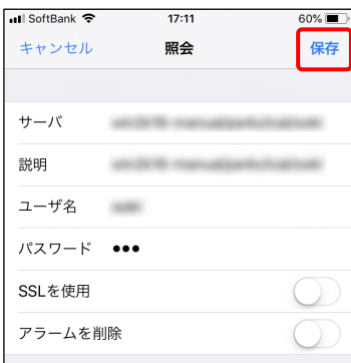 SoftBank 17:11 60%
キャンセル 照会 保存
サーバ
説明
ユーザ名
パスワード ●●●
SSLを使用
アラームを削除